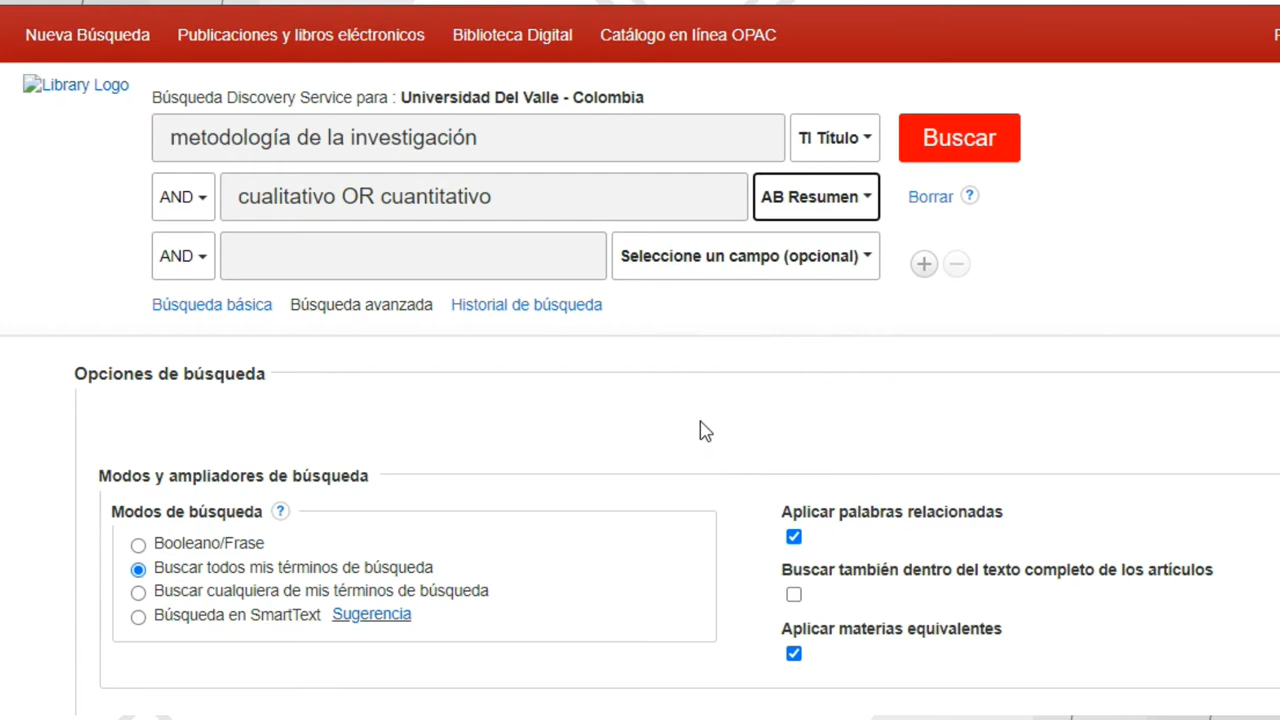 Nueva Búsqueda Publicaciones y libros eléctronicos Biblioteca Digital Catálogo en línea OPAC
Library Logo
Búsqueda Discovery Service para : Universidad Del Valle - Colombia
metodología de la investigación TI Título Buscar
AND cualitativo OR cuantitativo AB Resumen Borrar ?
AND Seleccione un campo (opcional) + −
Búsqueda básica Búsqueda avanzada Historial de búsqueda
Opciones de búsqueda
Modos y ampliadores de búsqueda
Modos de búsqueda ?
Booleano/Frase
Buscar todos mis términos de búsqueda
Buscar cualquiera de mis términos de búsqueda
Búsqueda en SmartText Sugerencia
Aplicar palabras relacionadas
Buscar también dentro del texto completo de los artículos
Aplicar materias equivalentes